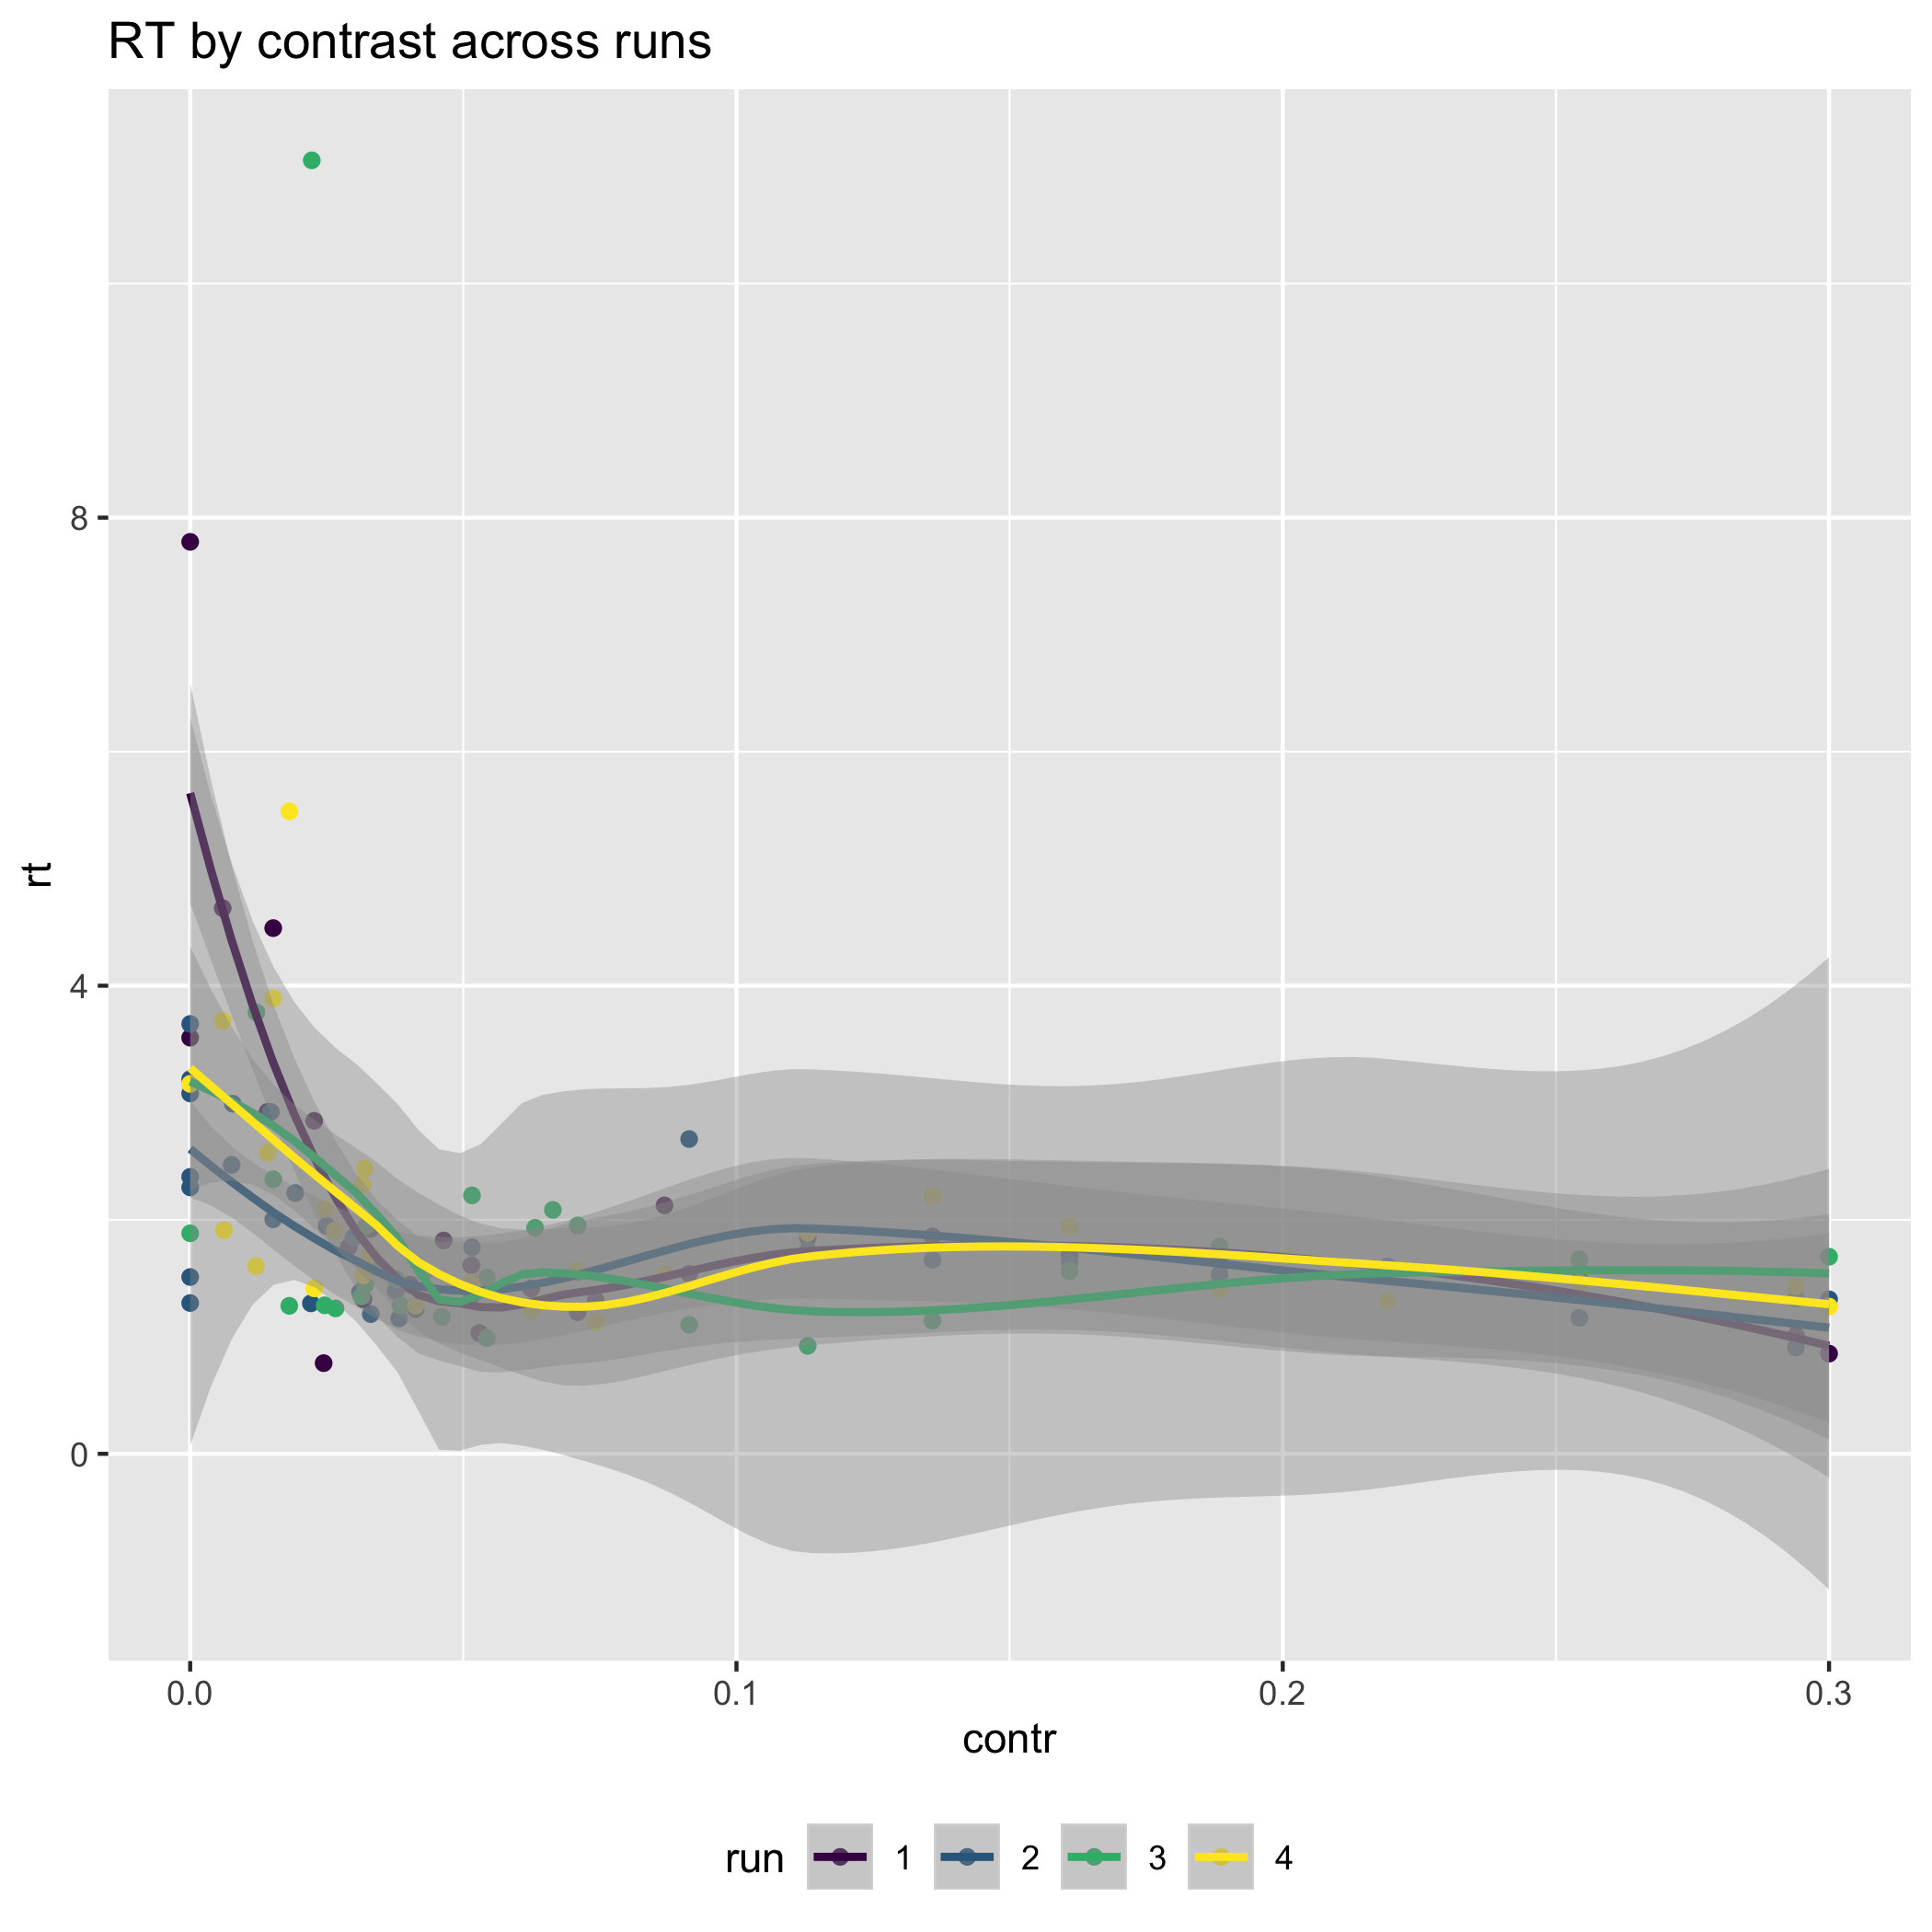 RT by contrast across runs
rt
8
4
0
0.0 0.1 0.2 0.3
contr
run 1 2 3 4